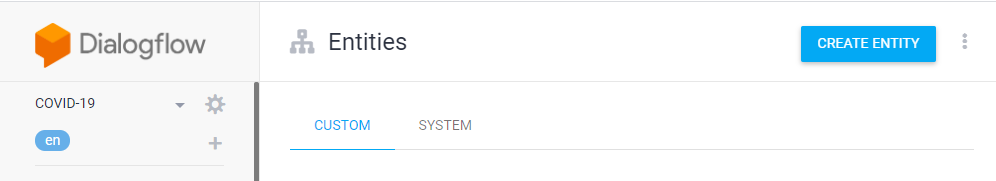 Dialogflow
Entities
CREATE ENTITY
COVID-19
en
CUSTOM
SYSTEM